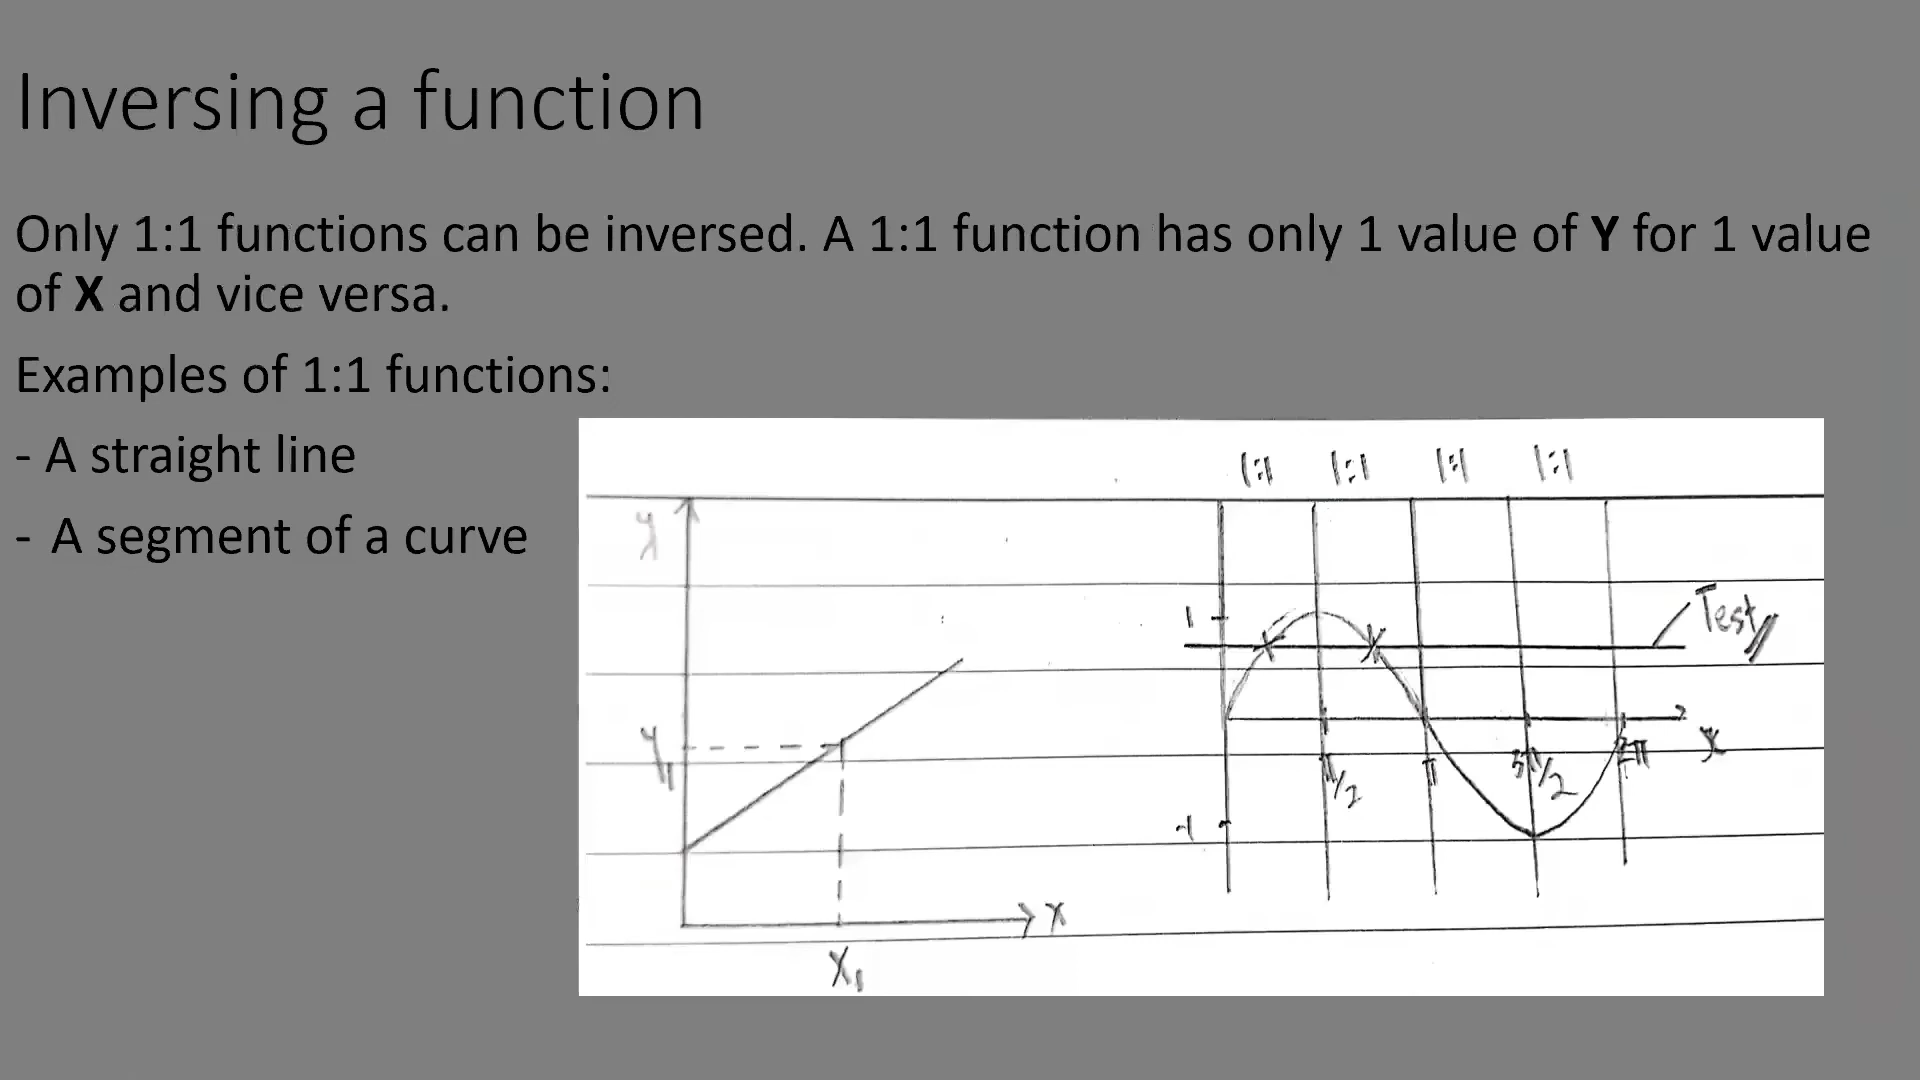 Inversing a function
Only 1:1 functions can be inversed. A 1:1 function has only 1 value of Y for 1 value
of X and vice versa.
Examples of 1:1 functions:
- A straight line
- A segment of a curve
1:1 1:1 1:1 1:1
y
1
Test
y1
x
π/2
π
2π
-1
x
x1